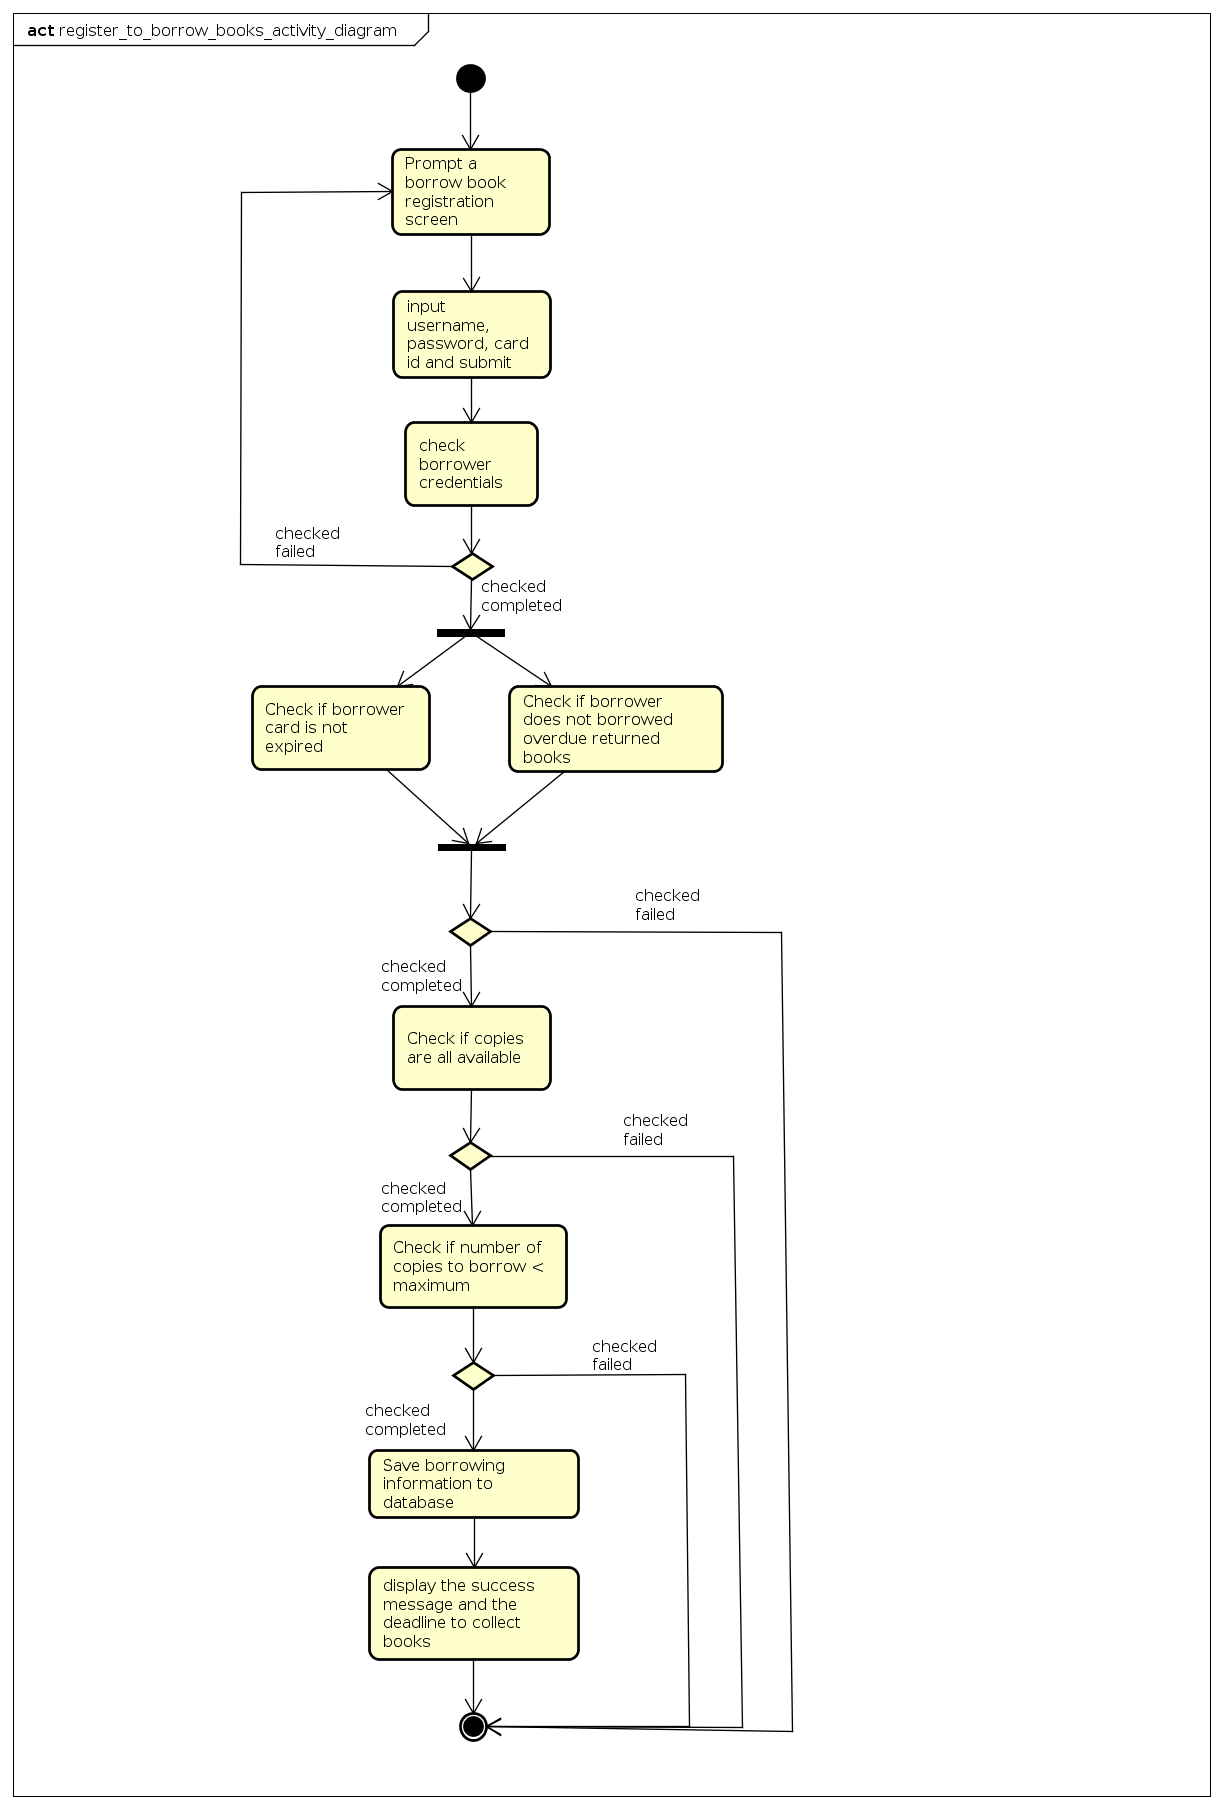 act register_to_borrow_books_activity_diagram
Prompt a
borrow book
registration
screen
input
username,
password, card
id and submit
check
borrower
credentials
checked
failed
checked
completed
Check if borrower
card is not
expired
Check if borrower
does not borrowed
overdue returned
books
checked
failed
checked
completed
Check if copies
are all available
checked
failed
checked
completed
Check if number of
copies to borrow <
maximum
checked
failed
checked
completed
Save borrowing
information to
database
display the success
message and the
deadline to collect
books